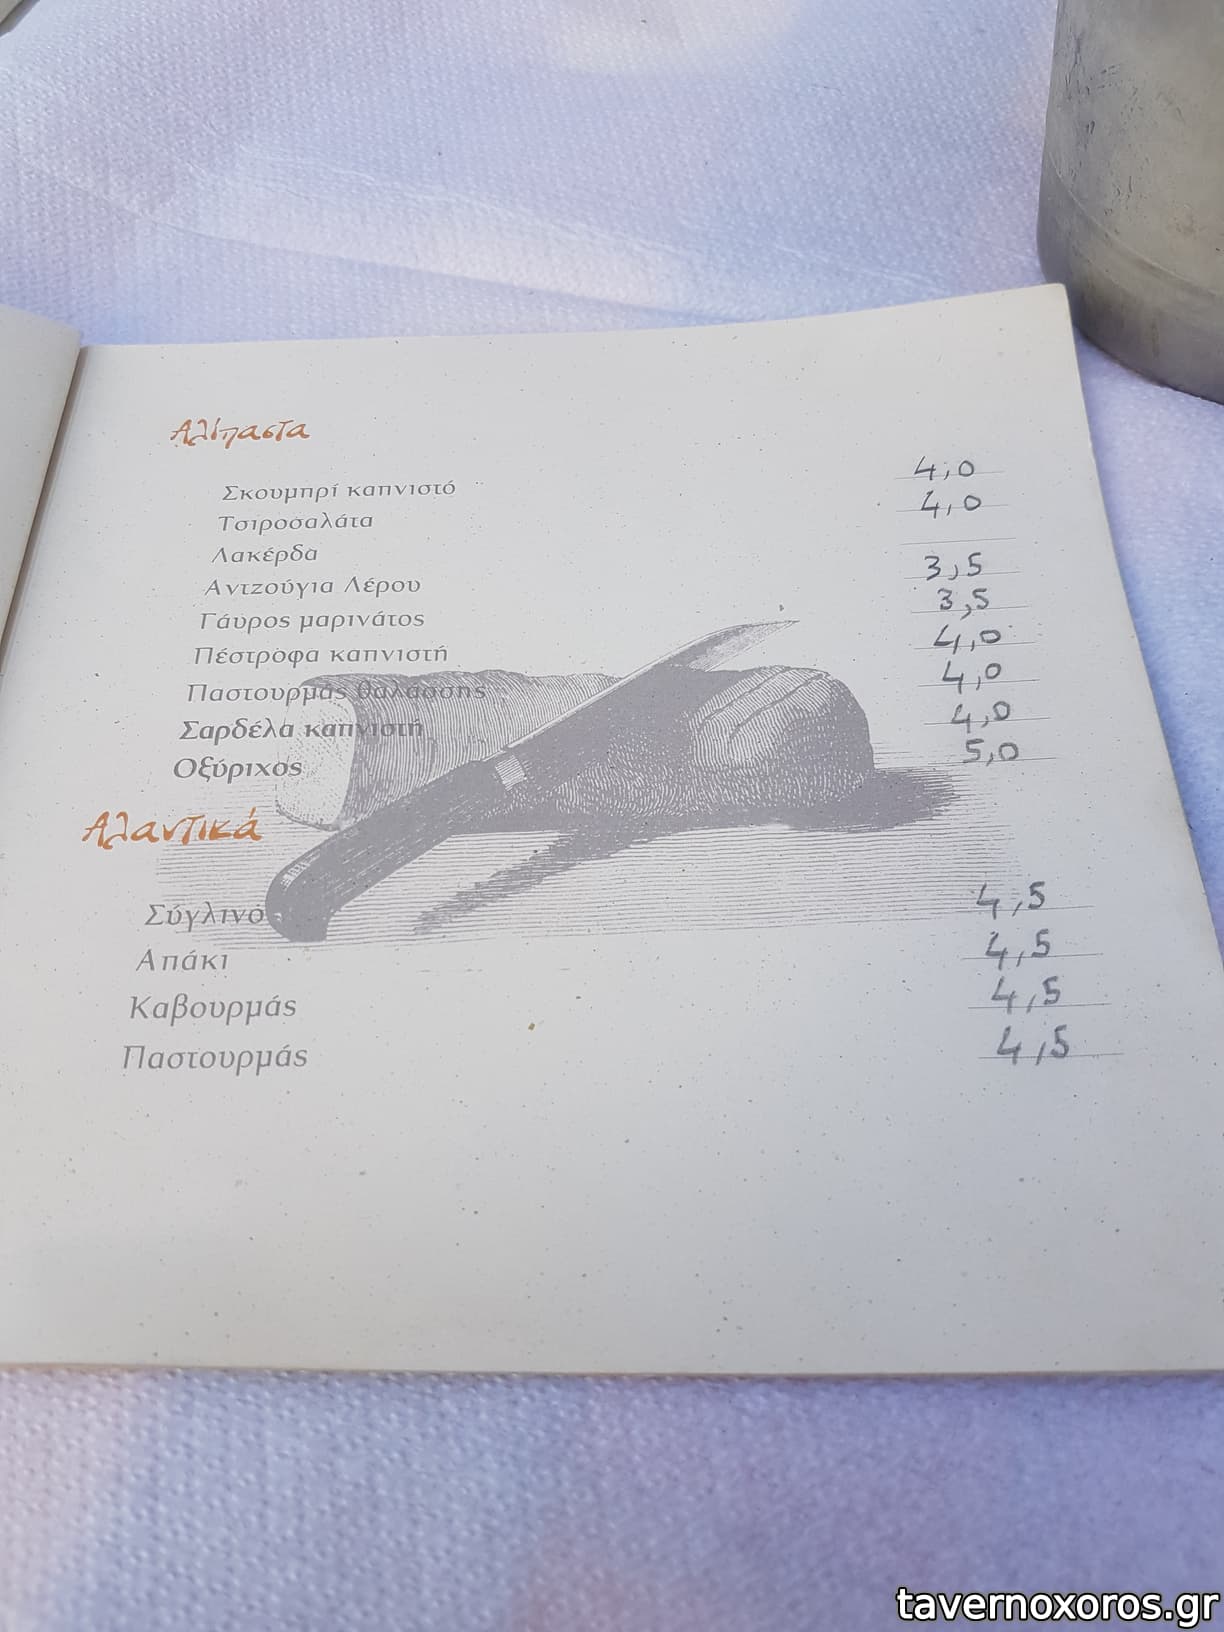 Αλίπαστα
Σκουμπρί καπνιστό 4,0
Τσιροσαλάτα 4,0
Λακέρδα
Αντζούγια Λέρου 3,5
Γάυρος μαρινάτος 3,5
Πέστροφα καπνιστή 4,0
Παστουρμάς θαλάσσης 4,0
Σαρδέλα καπνιστή 4,0
Οξύριχος 5,0
Αλαντικά
Σύγλινο 4,5
Απάκι 4,5
Καβουρμάς 4,5
Παστουρμάς 4,5
tavernoxoros.gr